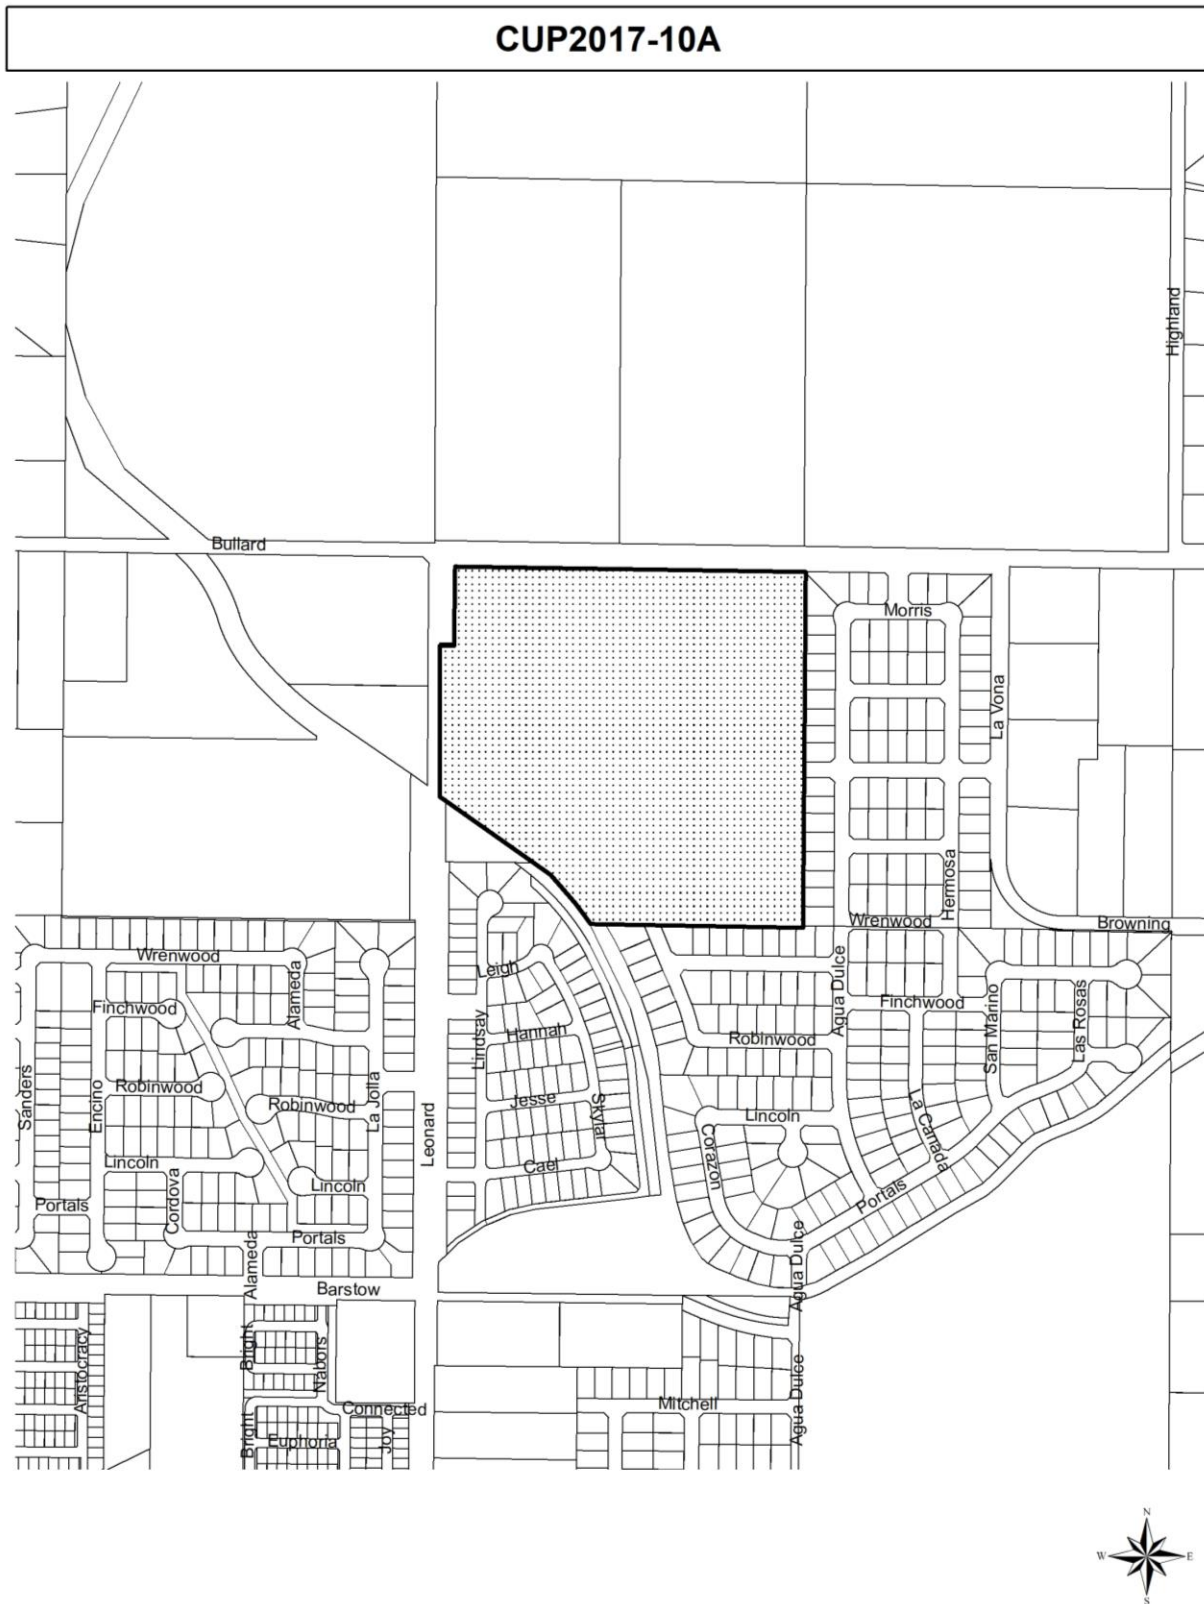 CUP2017-10A
Highland
Bullard
Morris
La Vona
Hermosa
Wrenwood
Browning
Wrenwood
Agua Dulce
Leigh
Alameda
Finchwood
Finchwood
San Marino
Las Rosas
Lindsay
Hannah
Robinwood
Sanders
Encino
Robinwood
Robinwood
La Jolla
Jesse
Skylar
Lincoln
La Canada
Leonard
Corazon
Lincoln
Cael
Lincoln
Cordova
Portals
Portals
Portals
Alameda
Agua Dulce
Barstow
Aristocracy
Bright
Nabors
Agua Dulce
Mitchell
Connected
Bright
Euphoria
Joy
N
W
E
S